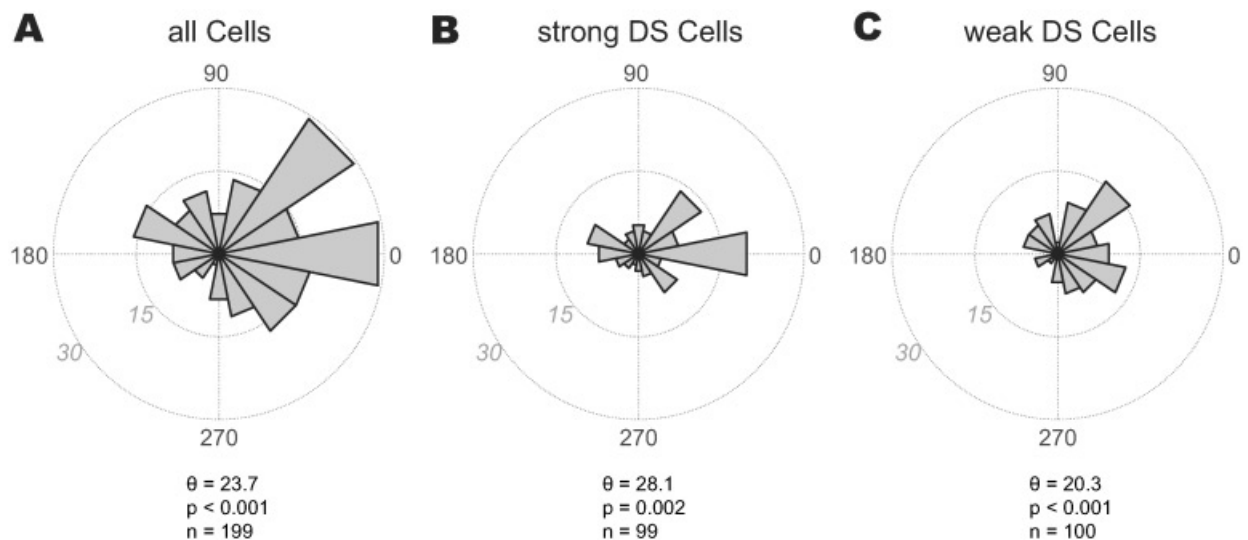 A all Cells
90
180
0
15
30
270
θ = 23.7
p < 0.001
n = 199
B strong DS Cells
90
180
0
15
30
270
θ = 28.1
p = 0.002
n = 99
C weak DS Cells
90
180
0
15
30
270
θ = 20.3
p < 0.001
n = 100